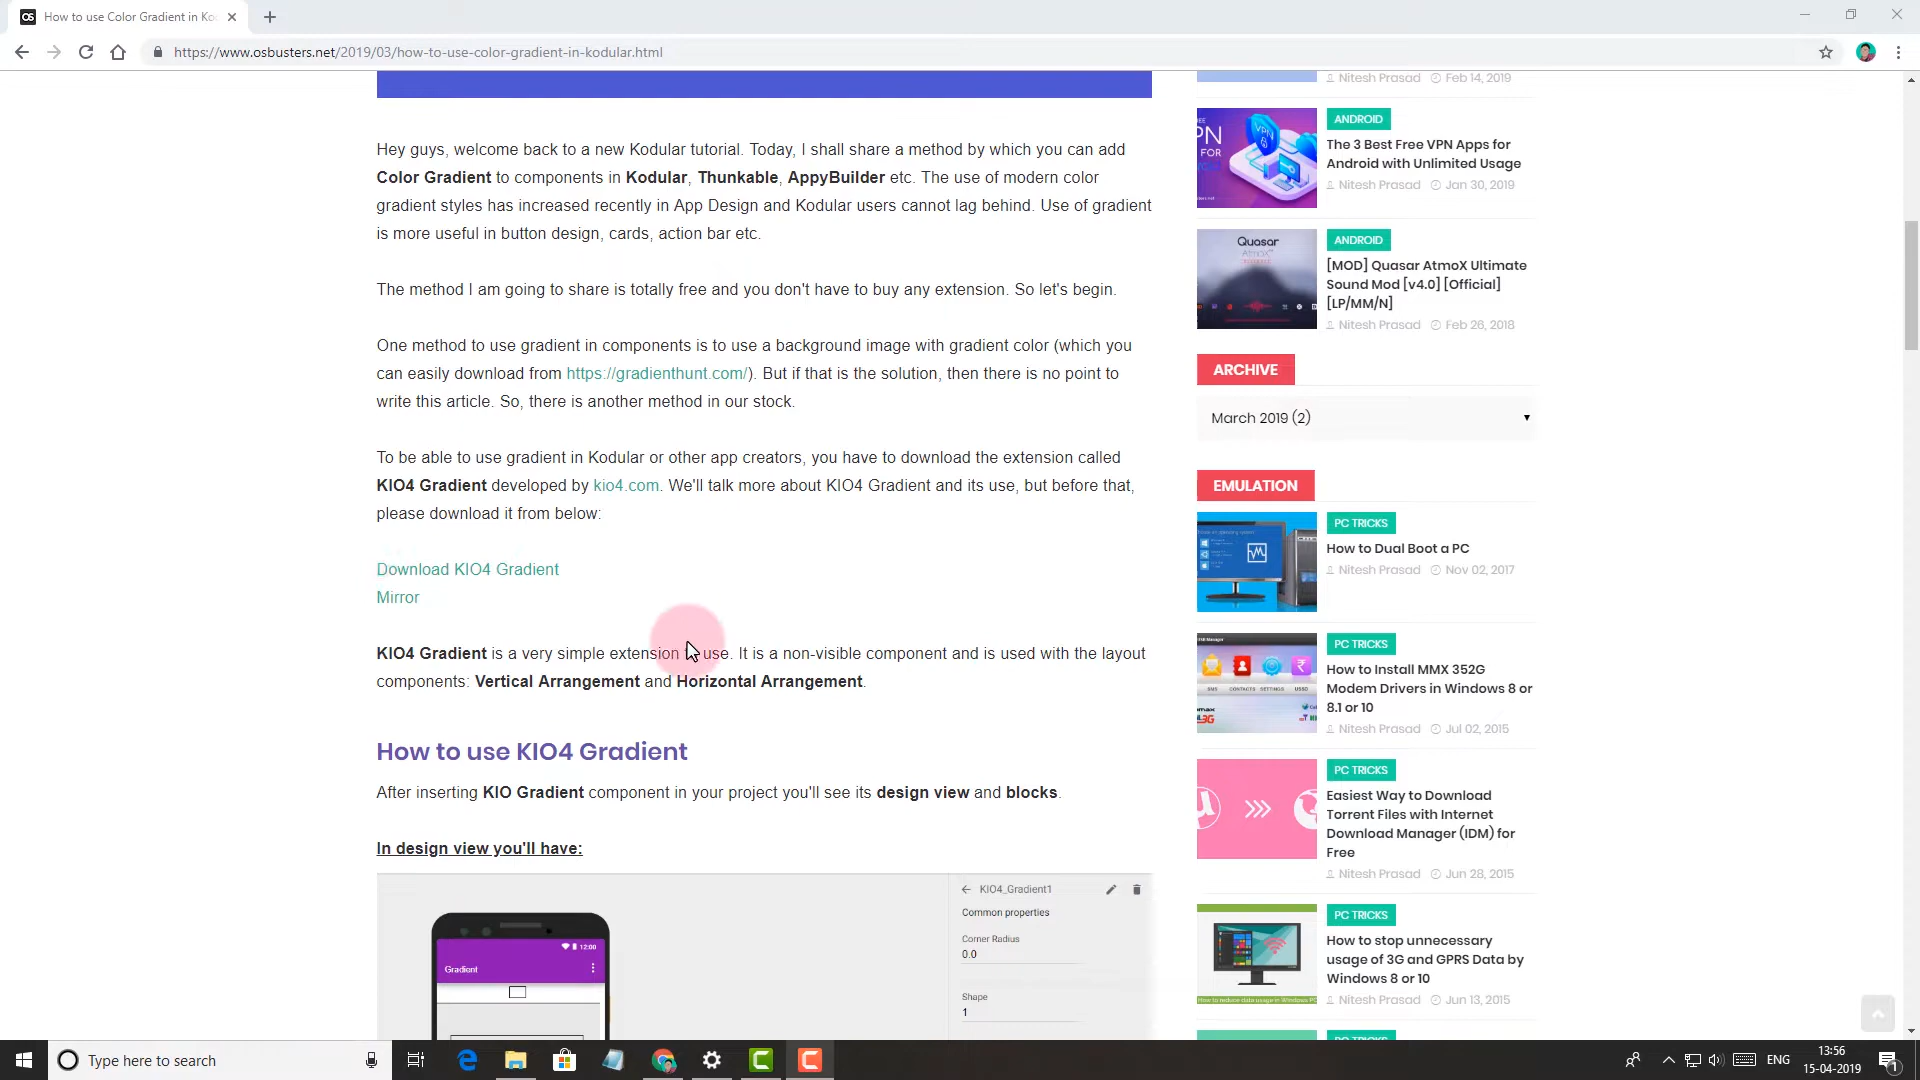 How to use Color Gradient in Ko
https://www.osbusters.net/2019/03/how-to-use-color-gradient-in-kodular.html
Hey guys, welcome back to a new Kodular tutorial. Today, I shall share a method by which you can add
Color Gradient to components in Kodular, Thunkable, AppyBuilder etc. The use of modern color
gradient styles has increased recently in App Design and Kodular users cannot lag behind. Use of gradient
is more useful in button design, cards, action bar etc.
The method I am going to share is totally free and you don't have to buy any extension. So let's begin.
One method to use gradient in components is to use a background image with gradient color (which you
can easily download from https://gradienthunt.com/). But if that is the solution, then there is no point to
write this article. So, there is another method in our stock.
To be able to use gradient in Kodular or other app creators, you have to download the extension called
KIO4 Gradient developed by kio4.com. We'll talk more about KIO4 Gradient and its use, but before that,
please download it from below:
Download KIO4 Gradient
Mirror
KIO4 Gradient is a very simple extension to use. It is a non-visible component and is used with the layout
components: Vertical Arrangement and Horizontal Arrangement.
How to use KIO4 Gradient
After inserting KIO Gradient component in your project you'll see its design view and blocks.
In design view you'll have:
12:00
Gradient
KIO4_Gradient1
Common properties
Corner Radius
0.0
Shape
1
Nitesh Prasad Feb 14, 2019
PN
FOR
VPN
ANDROID
The 3 Best Free VPN Apps for
Android with Unlimited Usage
Nitesh Prasad Jan 30, 2019
Quasar
ANDROID
[MOD] Quasar AtmoX Ultimate
Sound Mod [v4.0] [Official]
[LP/MM/N]
Nitesh Prasad Feb 26, 2018
ARCHIVE
March 2019 (2)
EMULATION
PC TRICKS
How to Dual Boot a PC
Nitesh Prasad Nov 02, 2017
SMS CONTACTS SETTINGS USSD
PC TRICKS
How to Install MMX 352G
Modem Drivers in Windows 8 or
8.1 or 10
Nitesh Prasad Jul 02, 2015
PC TRICKS
Easiest Way to Download
Torrent Files with Internet
Download Manager (IDM) for
Free
Nitesh Prasad Jun 28, 2015
PC TRICKS
How to stop unnecessary
usage of 3G and GPRS Data by
Windows 8 or 10
Nitesh Prasad Jun 13, 2015
How to reduce data usage in Windows PC
PC TRICKS
Type here to search
ENG
13:56
15-04-2019
1